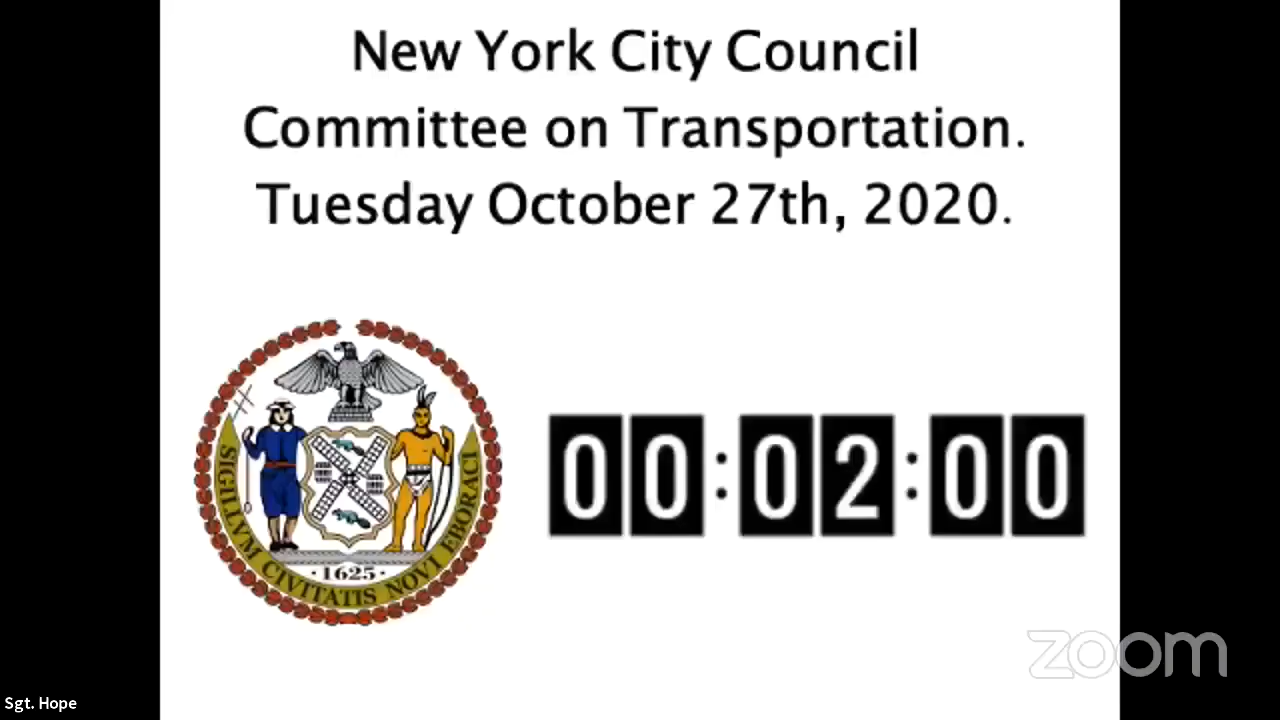 New York City Council
Committee on Transportation.
Tuesday October 27th, 2020.
00:02:00
SIGILLVM CIVITATIS NOVI EBORACI
·1625·
zoom
Sgt. Hope